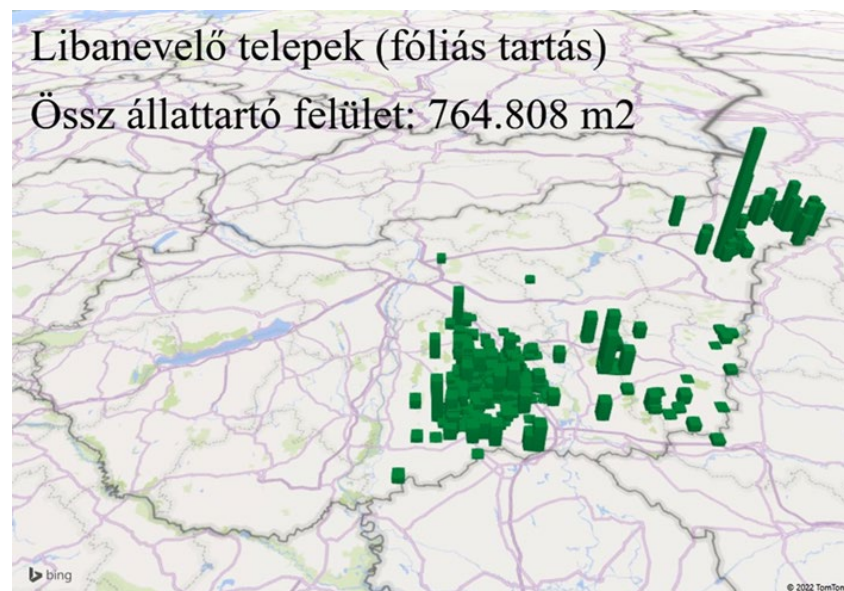 Libanevelő telepek (fóliás tartás)
Össz állattartó felület: 764.808 m2
bing
© 2022 TomTom